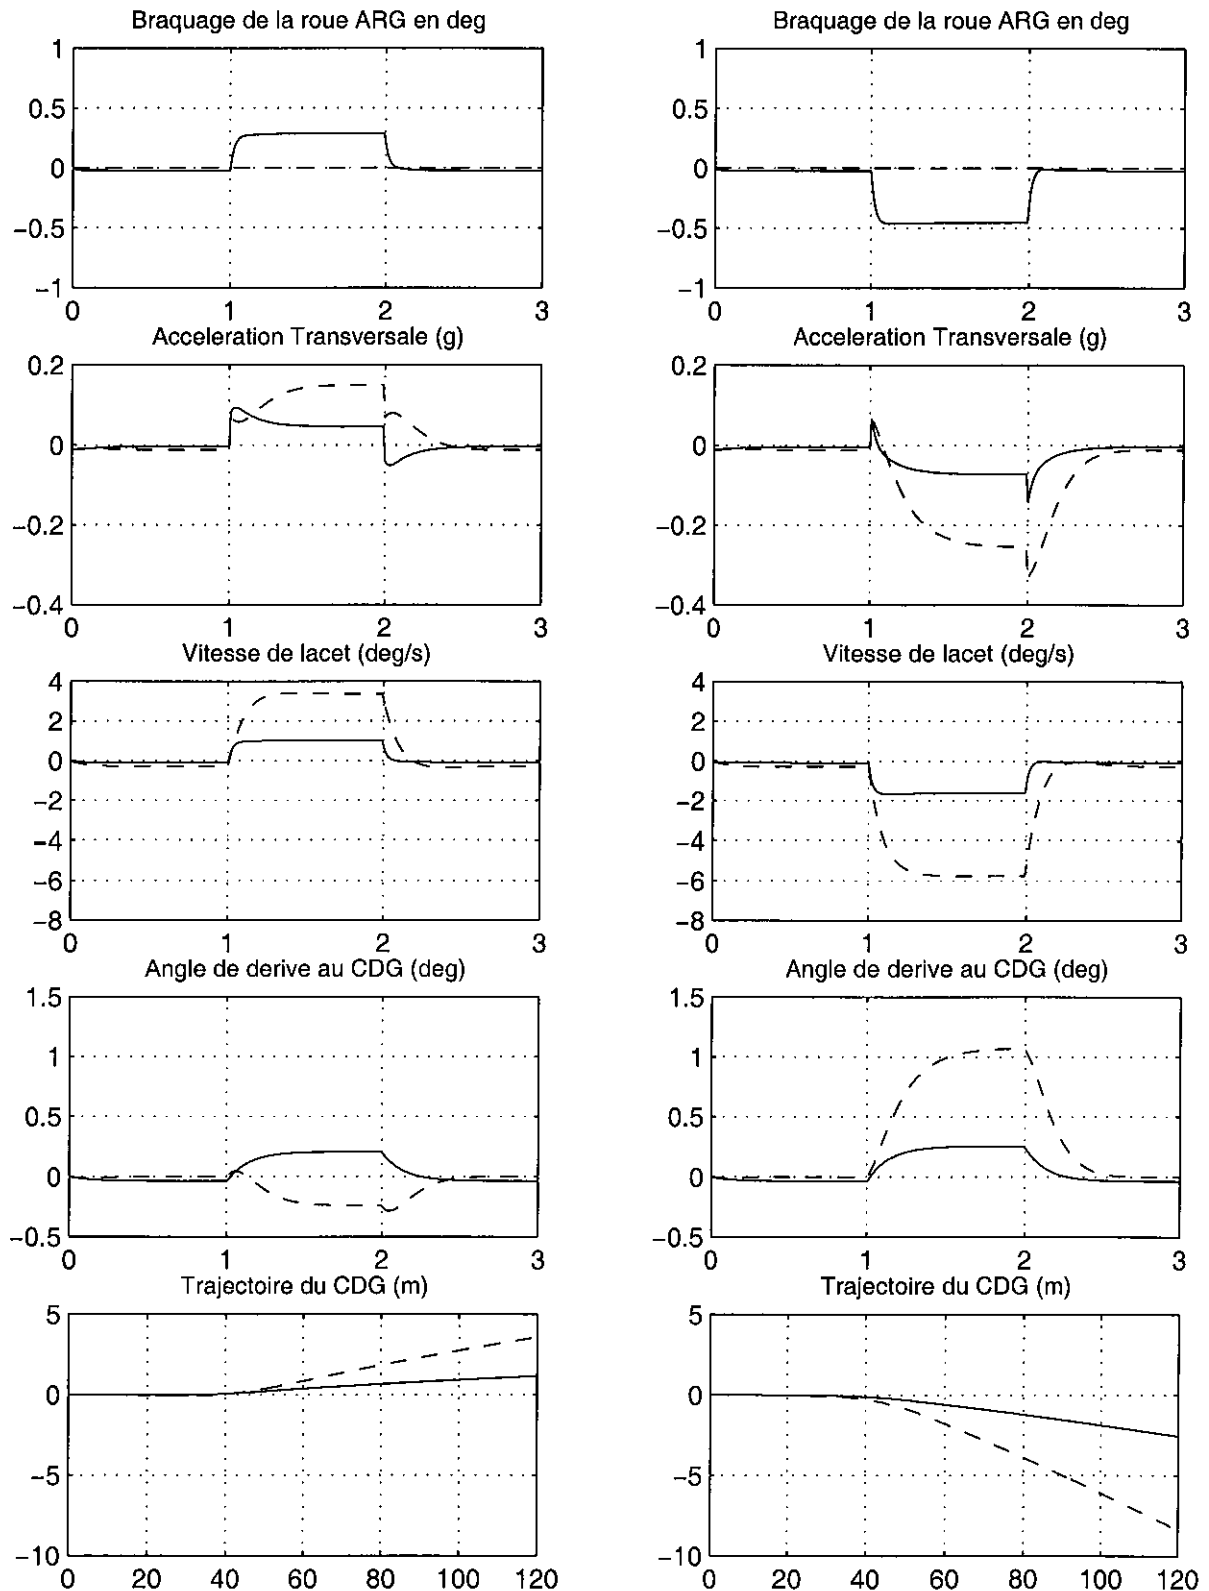 Braquage de la roue ARG en deg
Braquage de la roue ARG en deg
1
0.5
0
−0.5
−1
0 1 2 3
1
0.5
0
−0.5
−1
0 1 2 3
Acceleration Transversale (g)
Acceleration Transversale (g)
0.2
0
−0.2
−0.4
0 1 2 3
0.2
0
−0.2
−0.4
0 1 2 3
Vitesse de lacet (deg/s)
Vitesse de lacet (deg/s)
4
2
0
−2
−4
−6
−8
0 1 2 3
4
2
0
−2
−4
−6
−8
0 1 2 3
Angle de derive au CDG (deg)
Angle de derive au CDG (deg)
1.5
1
0.5
0
−0.5
0 1 2 3
1.5
1
0.5
0
−0.5
0 1 2 3
Trajectoire du CDG (m)
Trajectoire du CDG (m)
5
0
−5
−10
0 20 40 60 80 100 120
5
0
−5
−10
0 20 40 60 80 100 120